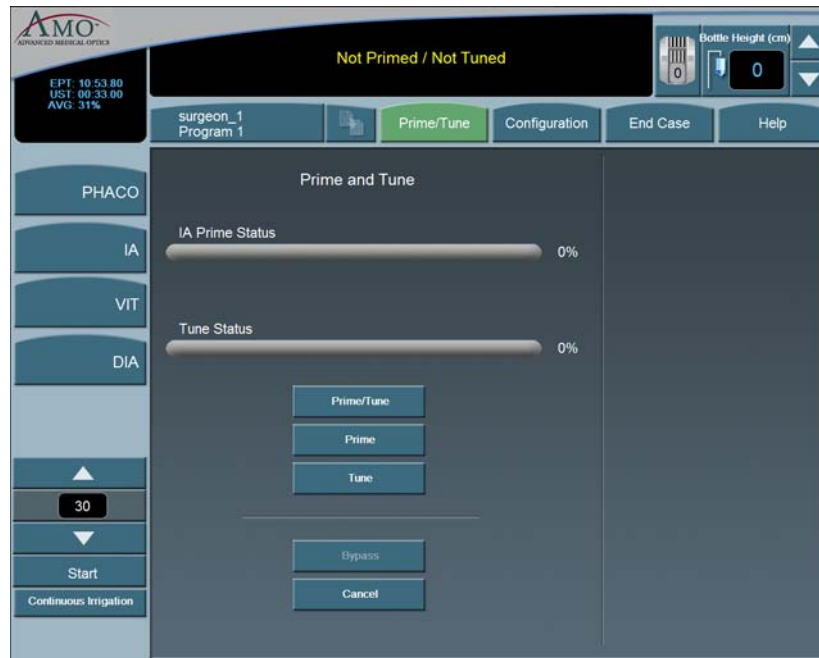 AMO
ADVANCED MEDICAL OPTICS
EPT: 10:53.80
UST: 00:33.00
AVG: 31%
Not Primed / Not Tuned
0
Bottle Height (cm)
0
surgeon_1
Program 1
Prime/Tune
Configuration
End Case
Help
PHACO
IA
VIT
DIA
30
Start
Continuous Irrigation
Prime and Tune
IA Prime Status
0%
Tune Status
0%
Prime/Tune
Prime
Tune
Bypass
Cancel